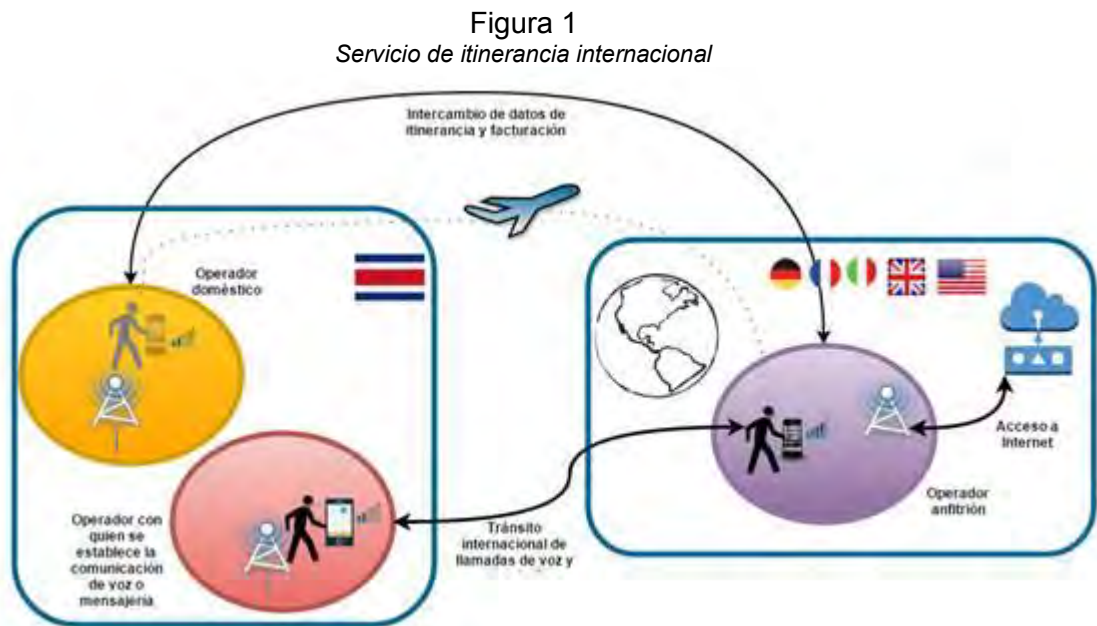 Figura 1
Servicio de itinerancia internacional
Intercambio de datos de
itinerancia y facturación
Operador
doméstico
Operador con
quien se
establece la
comunicación
de voz o
mensajería
Tránsito
internacional de
llamadas de voz y
Operador
anfitrión
Acceso a
Internet